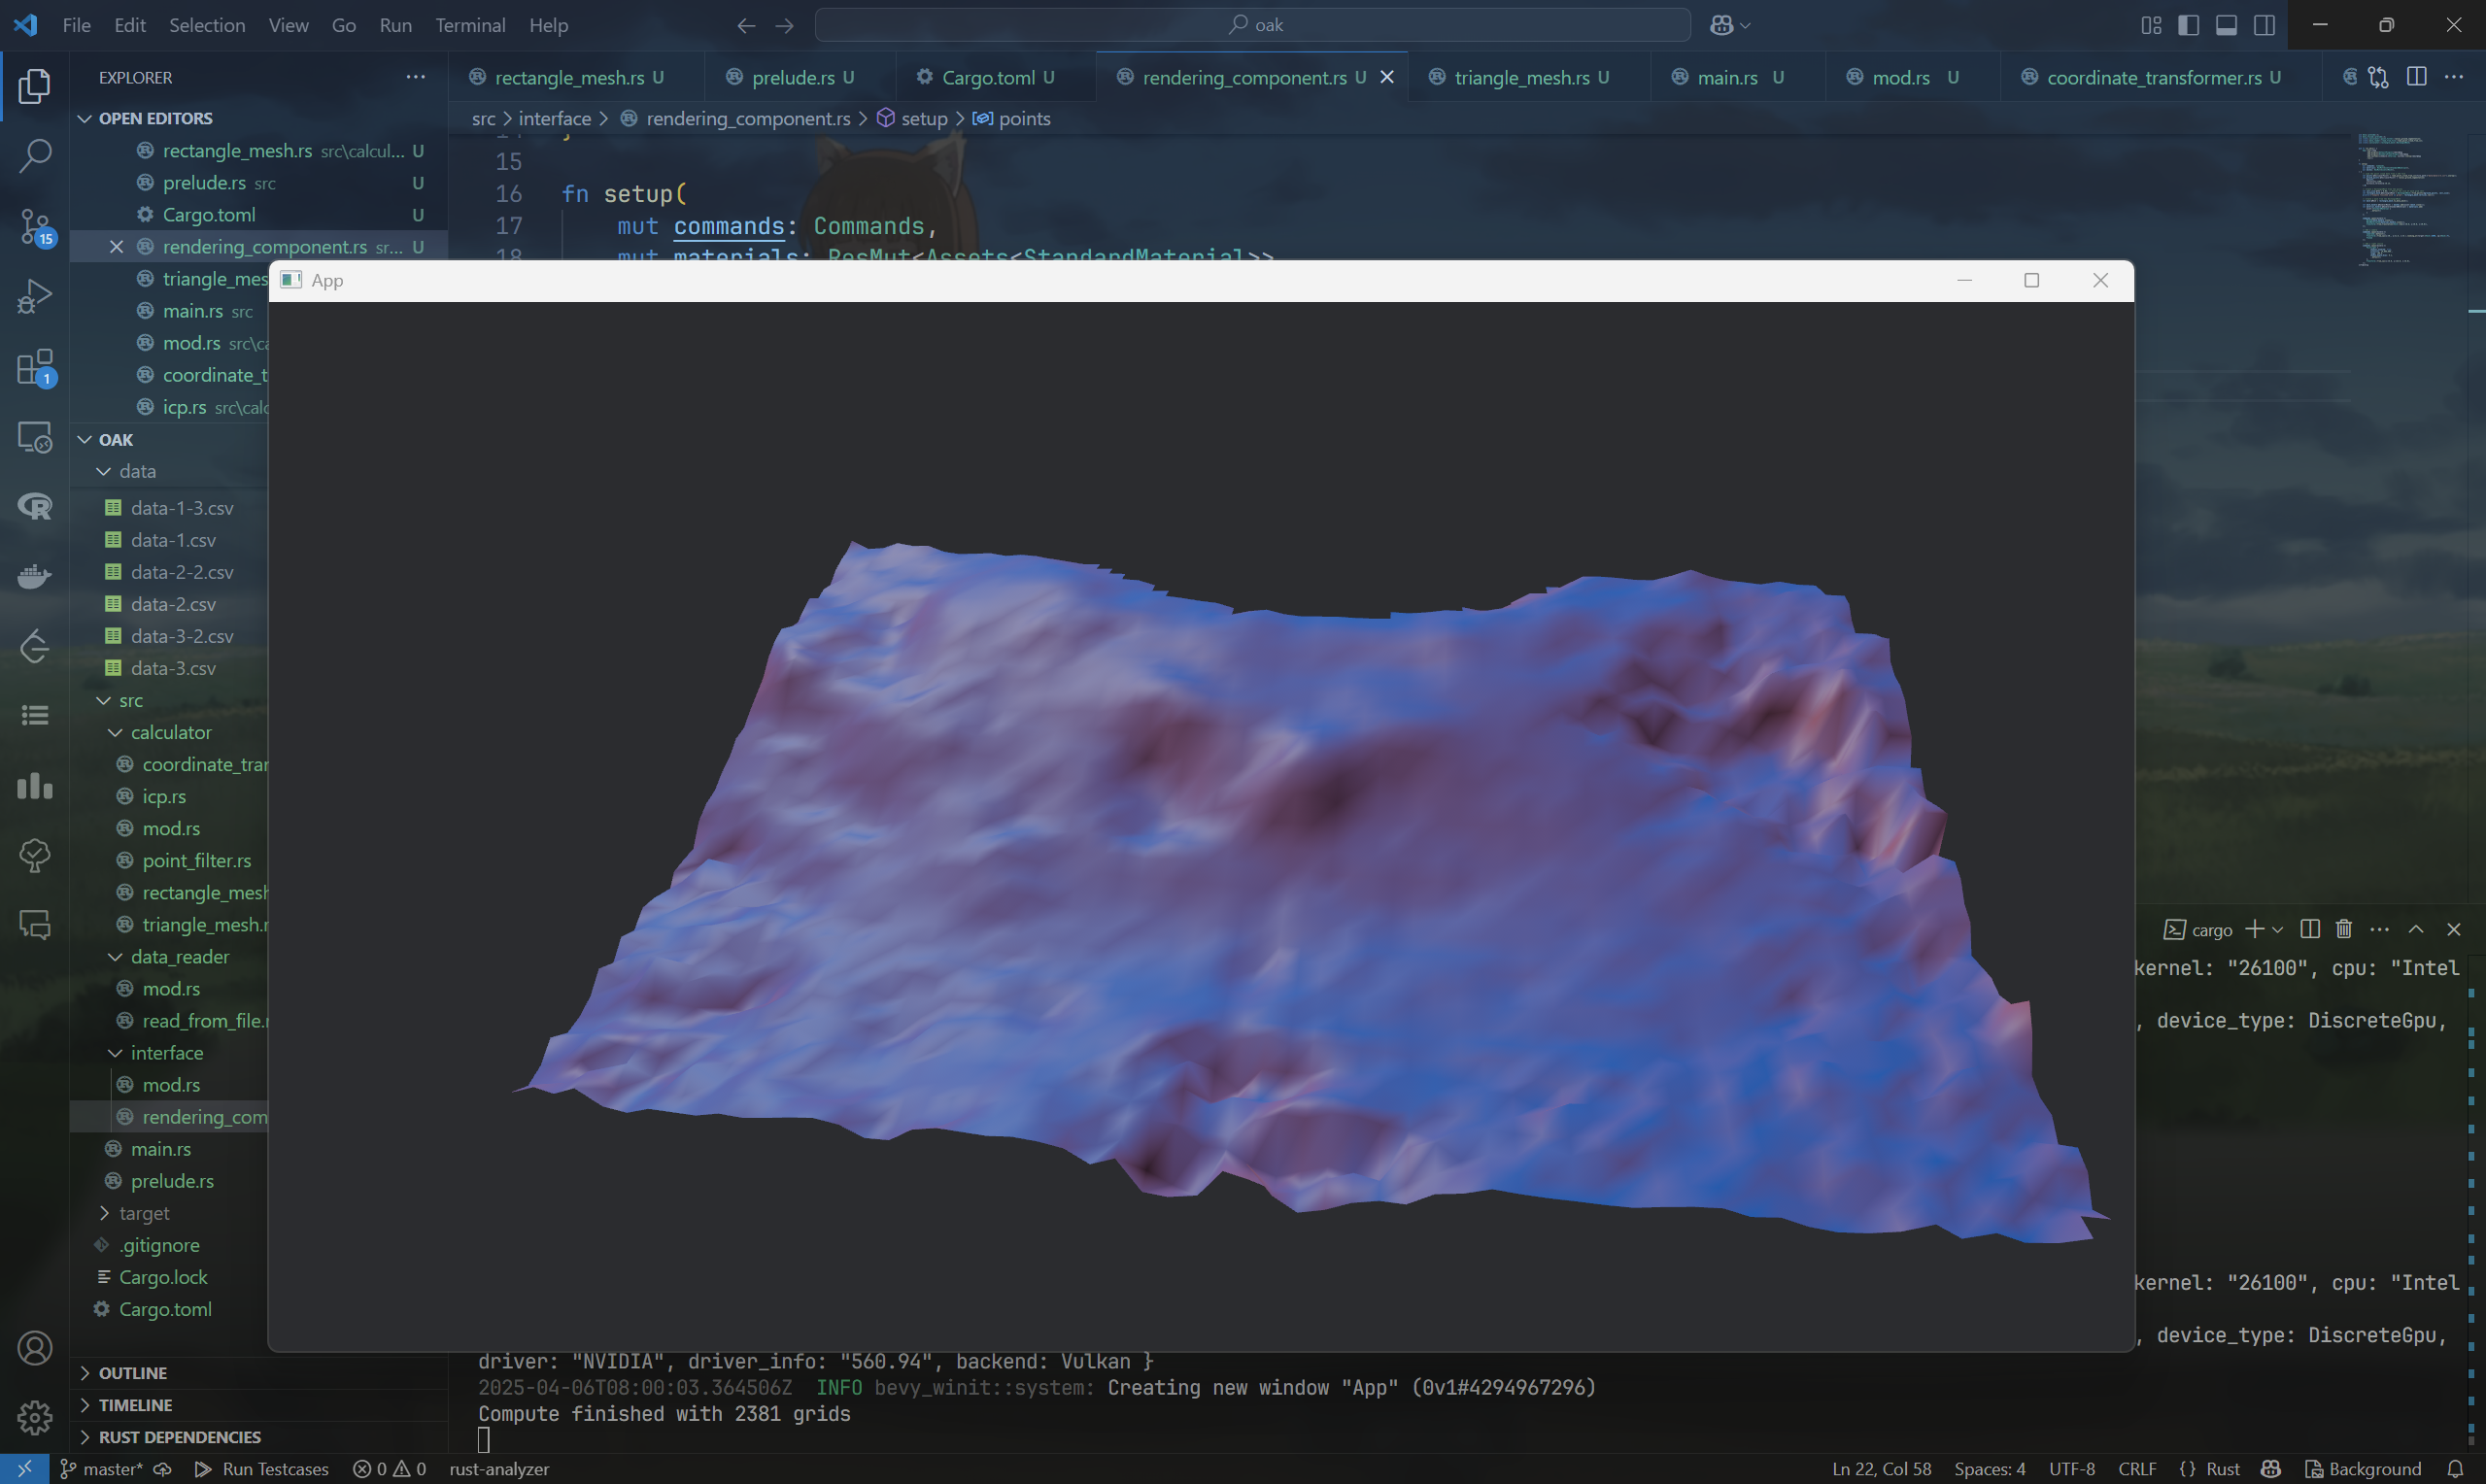 File Edit Selection View Go Run Terminal Help
oak
EXPLORER
OPEN EDITORS
rectangle_mesh.rs src\calcul... U
prelude.rs src U
Cargo.toml U
rendering_component.rs sr... U
triangle_mes
main.rs src
mod.rs src\ca
coordinate_t
icp.rs src\calc
OAK
data
data-1-3.csv
data-1.csv
data-2-2.csv
data-2.csv
data-3-2.csv
data-3.csv
src
calculator
coordinate_trar
icp.rs
mod.rs
point_filter.rs
rectangle_mesh
triangle_mesh.r
data_reader
mod.rs
read_from_file.r
interface
mod.rs
rendering_com
main.rs
prelude.rs
target
.gitignore
Cargo.lock
Cargo.toml
OUTLINE
TIMELINE
RUST DEPENDENCIES
15
1
rectangle_mesh.rs U
prelude.rs U
Cargo.toml U
rendering_component.rs U
triangle_mesh.rs U
main.rs U
mod.rs U
coordinate_transformer.rs U
src > interface > rendering_component.rs > setup > points
14 }
15
16 fn setup(
17 mut commands: Commands,
18 mut materials: ResMut<Assets<StandardMaterial>>
App
cargo
kernel: "26100", cpu: "Intel
, device_type: DiscreteGpu,
kernel: "26100", cpu: "Intel
, device_type: DiscreteGpu,
driver: "NVIDIA", driver_info: "560.94", backend: Vulkan }
2025-04-06T08:00:03.364506Z INFO bevy_winit::system: Creating new window "App" (0v1#4294967296)
Compute finished with 2381 grids
master* Run Testcases 0 0 rust-analyzer
Ln 22, Col 58 Spaces: 4 UTF-8 CRLF {} Rust Background